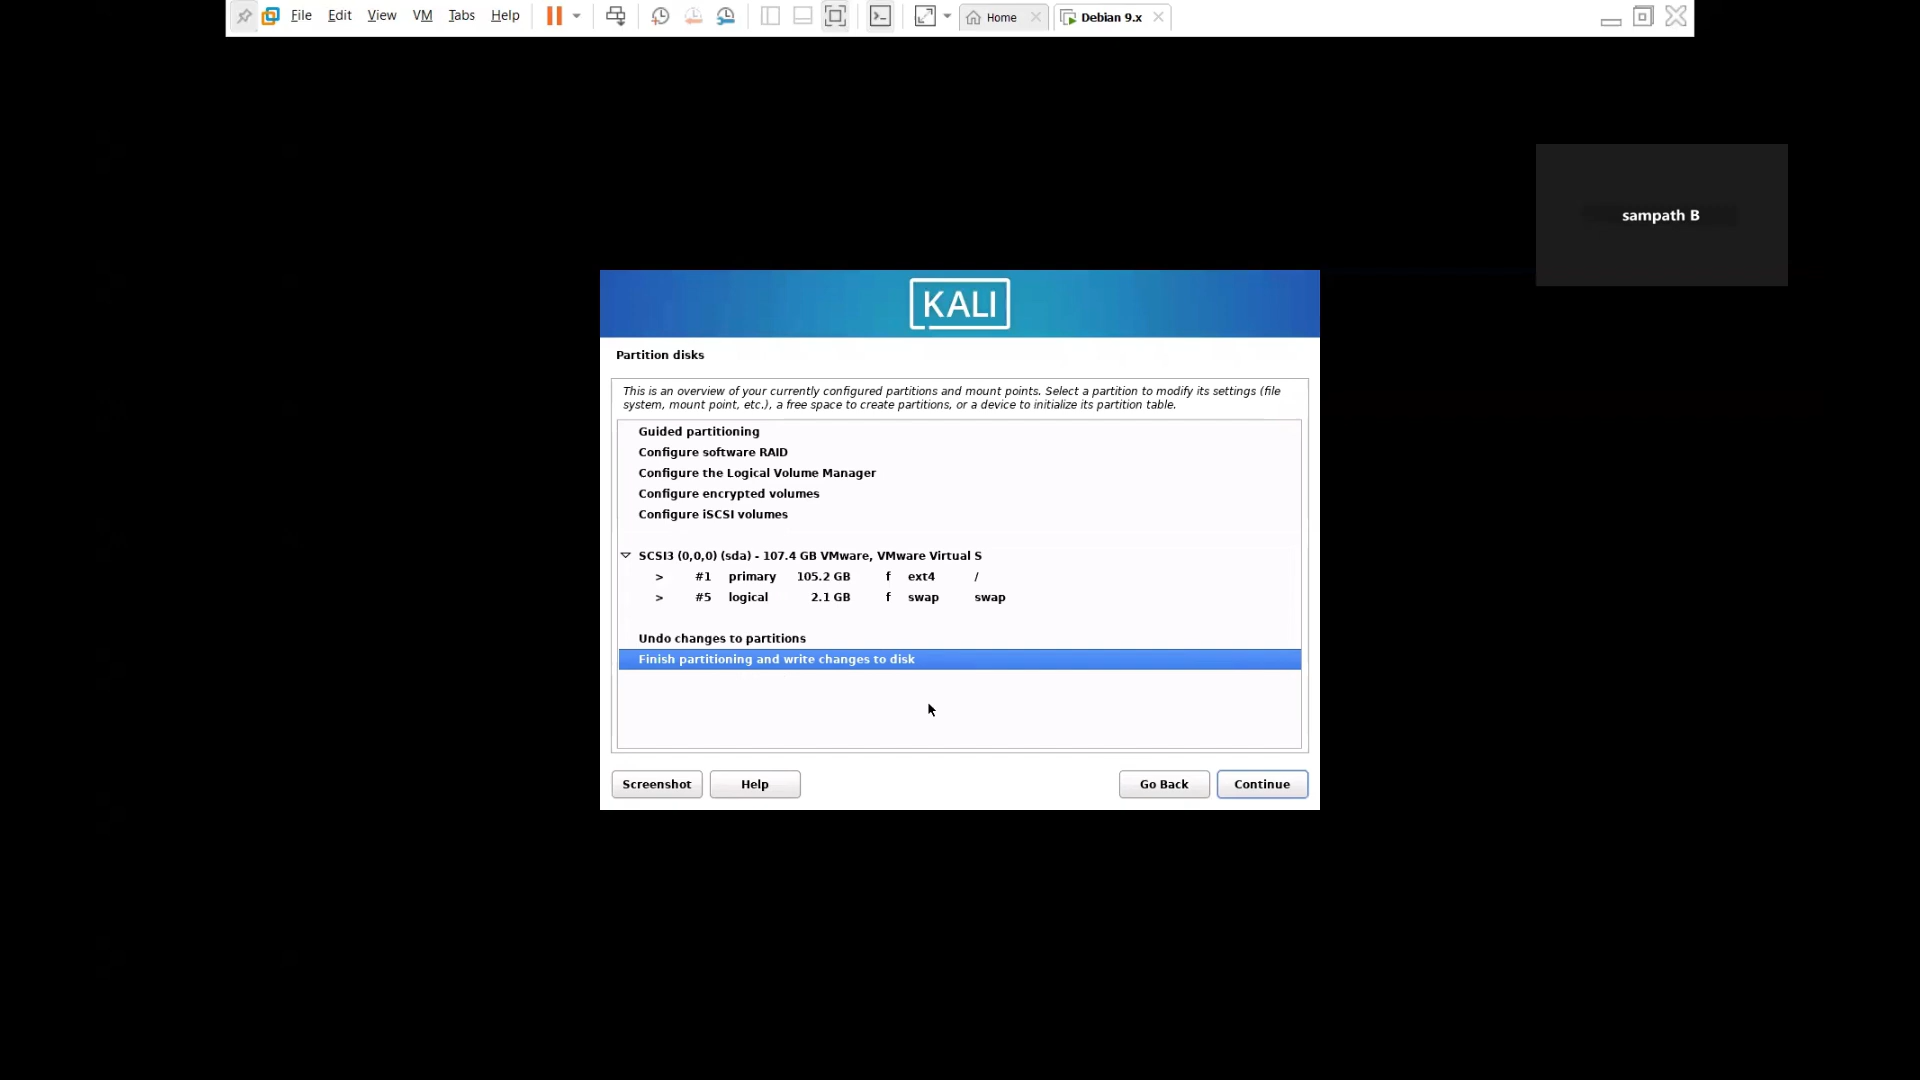 File Edit View VM Tabs Help Home Debian 9.x
sampath B
KALI
Partition disks
This is an overview of your currently configured partitions and mount points. Select a partition to modify its settings (file
system, mount point, etc.), a free space to create partitions, or a device to initialize its partition table.
Guided partitioning
Configure software RAID
Configure the Logical Volume Manager
Configure encrypted volumes
Configure iSCSI volumes
SCSI3 (0,0,0) (sda) - 107.4 GB VMware, VMware Virtual S
> #1 primary 105.2 GB f ext4 /
> #5 logical 2.1 GB f swap swap
Undo changes to partitions
Finish partitioning and write changes to disk
Screenshot Help Go Back Continue